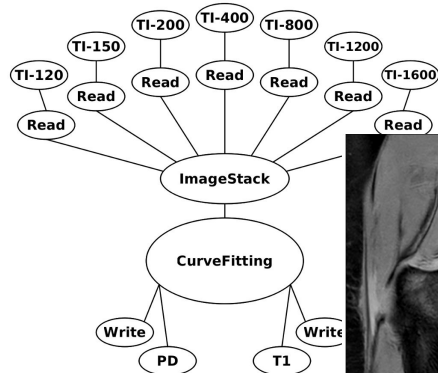 TI-400
TI-200
TI-800
TI-150
TI-1200
TI-120
TI-1600
Read
Read
Read
Read
Read
Read
Read
ImageStack
CurveFitting
Write
Write
PD
T1